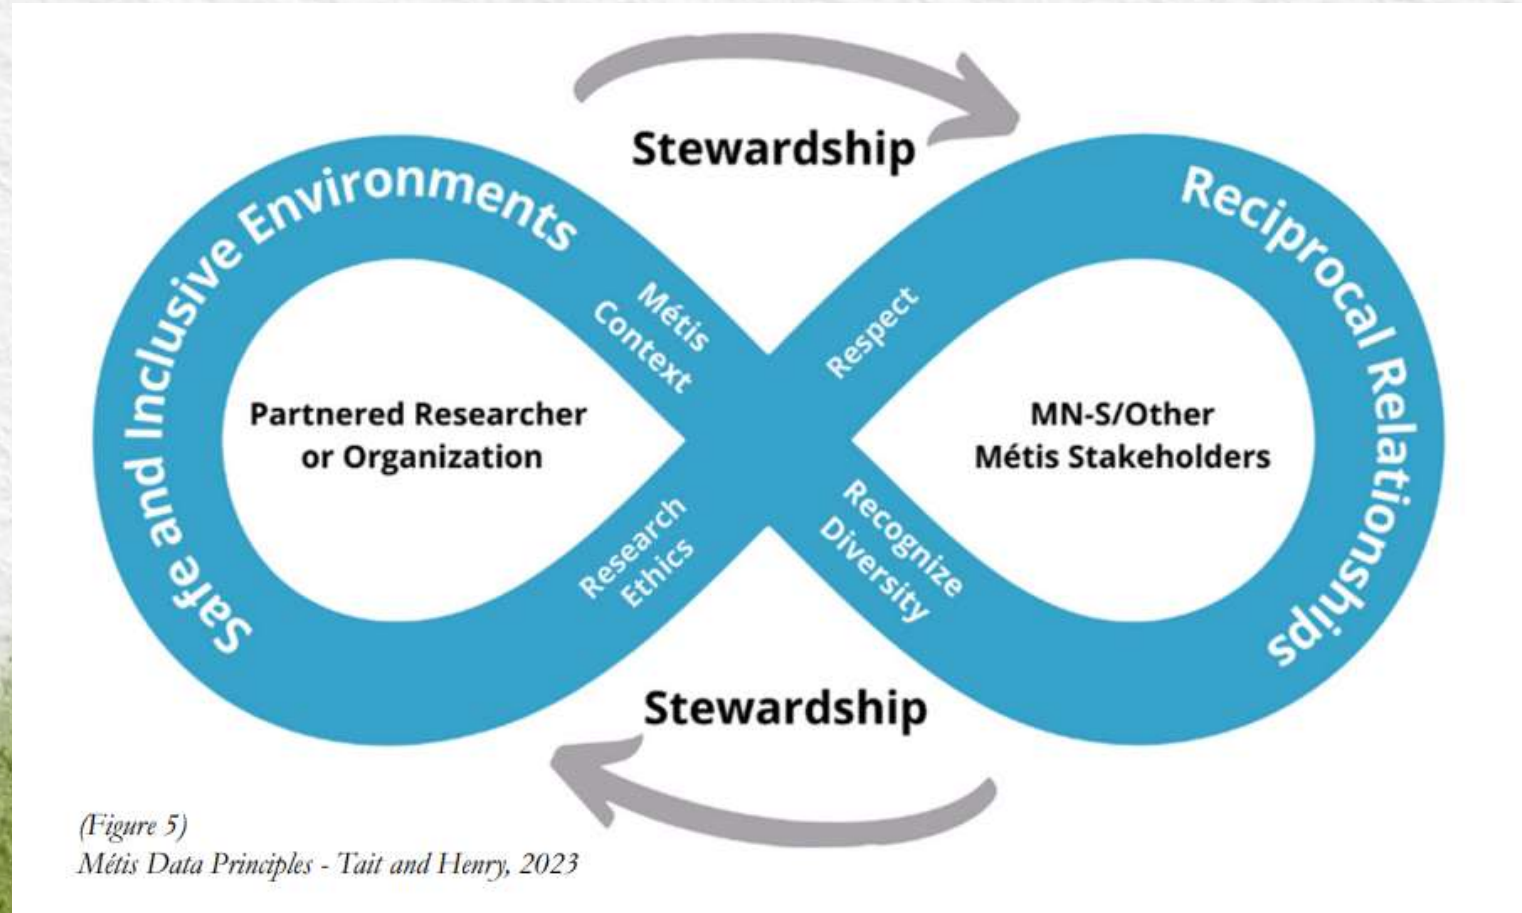 Stewardship
Safe and Inclusive Environments
Reciprocal Relationships
Métis
Context
Respect
Partnered Researcher
or Organization
MN-S/Other
Métis Stakeholders
Research
Ethics
Recognize
Diversity
Stewardship
(Figure 5)
Métis Data Principles - Tait and Henry, 2023